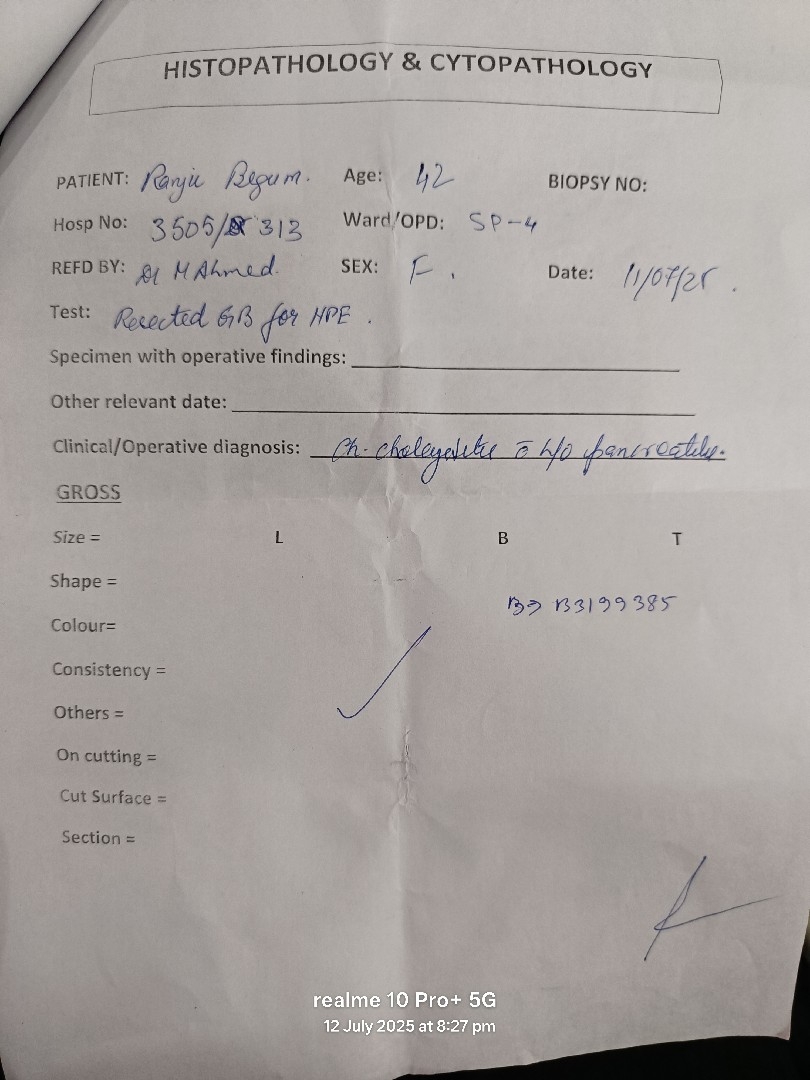 HISTOPATHOLOGY & CYTOPATHOLOGY
PATIENT: Ranju Begum. Age: 42 BIOPSY NO:
Hosp No: 3505/313 Ward/OPD: SP-4
REFD BY: Dr M Ahmed. SEX: F. Date: 11/07/25.
Test: Resected GB for HPE.
Specimen with operative findings:
Other relevant date:
Clinical/Operative diagnosis: Ch. c̄ h/o pancreatitis.
GROSS
Size = L B T
Shape =
B3199385
Colour=
Consistency =
Others =
On cutting =
Cut Surface =
Section =
realme 10 Pro+ 5G
12 July 2025 at 8:27 pm